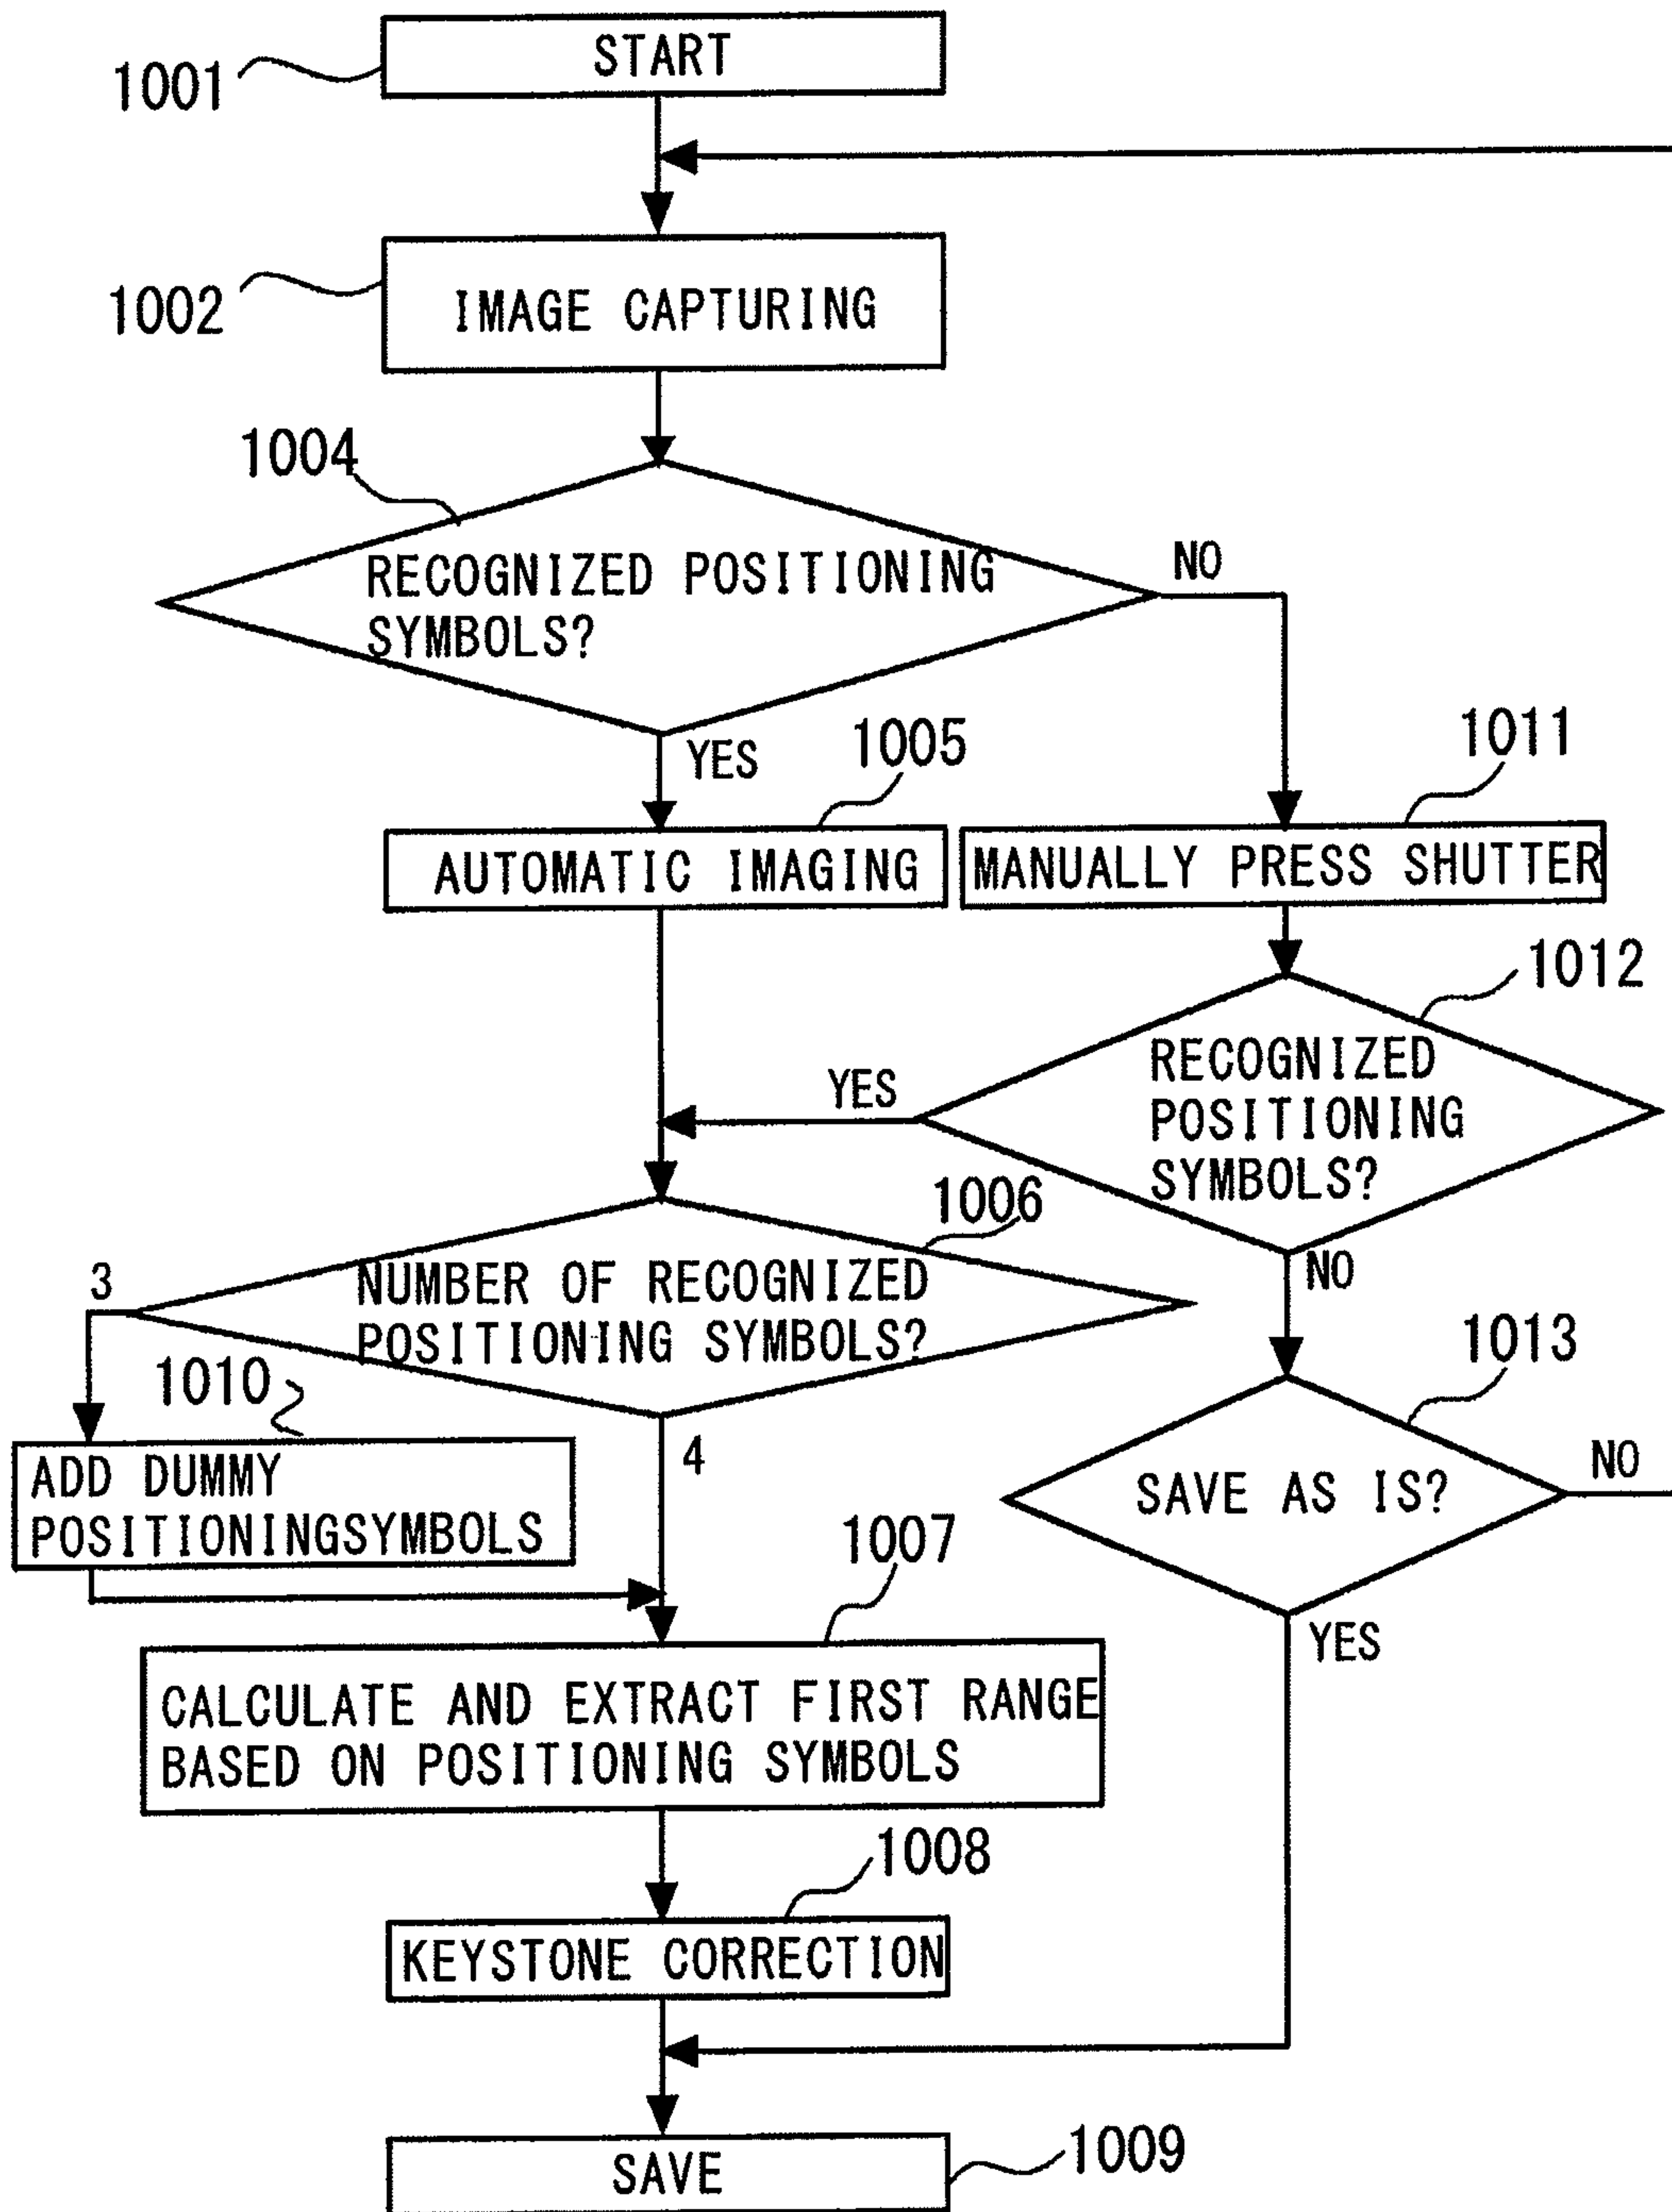 START
1001
1002
IMAGE CAPTURING
1004
RECOGNIZED POSITIONING
SYMBOLS?
NO
YES
1005
1011
AUTOMATIC IMAGING
MANUALLY PRESS SHUTTER
1012
RECOGNIZED
POSITIONING
SYMBOLS?
YES
NO
1006
3
NUMBER OF RECOGNIZED
POSITIONING SYMBOLS?
4
1010
ADD DUMMY
POSITIONINGSYMBOLS
1013
SAVE AS IS?
NO
YES
1007
CALCULATE AND EXTRACT FIRST RANGE
BASED ON POSITIONING SYMBOLS
1008
KEYSTONE CORRECTION
SAVE
1009